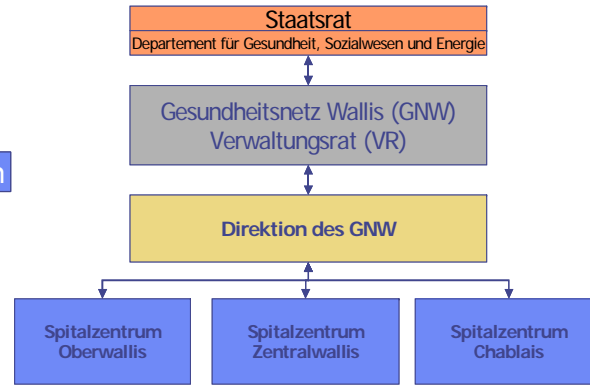 Staatsrat
Departement für Gesundheit, Sozialwesen und Energie
Gesundheitsnetz Wallis (GNW)
Verwaltungsrat (VR)
Direktion des GNW
Spitalzentrum
Oberwallis
Spitalzentrum
Zentralwallis
Spitalzentrum
Chablais